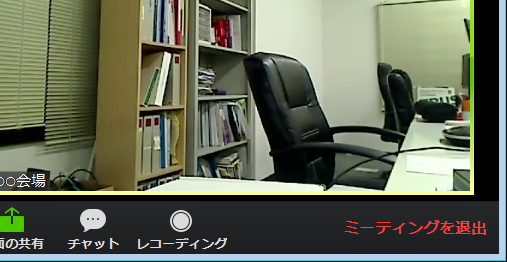 ○○会場
ミーティングを退出
面の共有
チャット
レコーディング